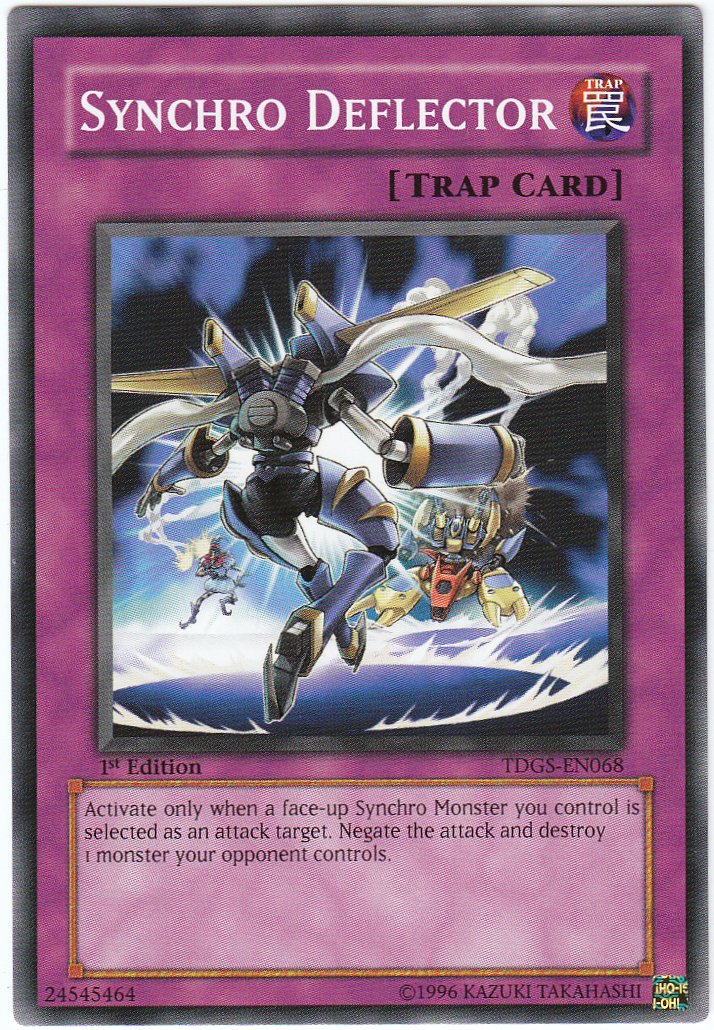 SYNCHRO DEFLECTOR
TRAP
罠
[TRAP CARD]
1st Edition
TDGS-EN068
Activate only when a face-up Synchro Monster you control is
selected as an attack target. Negate the attack and destroy
1 monster your opponent controls.
24545464
©1996 KAZUKI TAKAHASHI